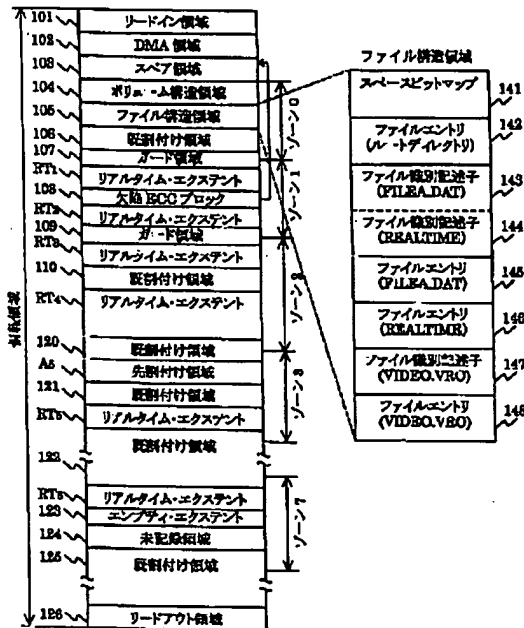 101 リードイン領域
102 DMA 領域
103 スペア領域
104 ボリューム構造領域
105 ファイル構造領域
106 既割付け領域
107 ガード領域
RT1 リアルタイム・エクステント
108 欠陥 ECC ブロック
RT2 リアルタイム・エクステント
109 ガード領域
RT3 リアルタイム・エクステント
110 既割付け領域
RT4 リアルタイム・エクステント
120 既割付け領域
A5 先割付け領域
121 既割付け領域
RT5 リアルタイム・エクステント
122 既割付け領域
リアルタイム・エクステント
123 エンプティ・エクステント
124 未記録領域
125 既割付け領域
126 リードアウト領域
ゾーン 0
ゾーン 1
ゾーン 2
ゾーン 3
ゾーン 7
ファイル構造領域
スペースビットマップ 141
ファイルエントリ
(ルートディレクトリ) 142
ファイル識別記述子
(FILEA.DAT) 143
ファイル識別記述子
(REALTIME) 144
ファイルエントリ
(FILEA.DAT) 145
ファイルエントリ
(REALTIME) 146
ファイル識別記述子
(VIDEO.VRO) 147
ファイルエントリ
(VIDEO.VRO) 148